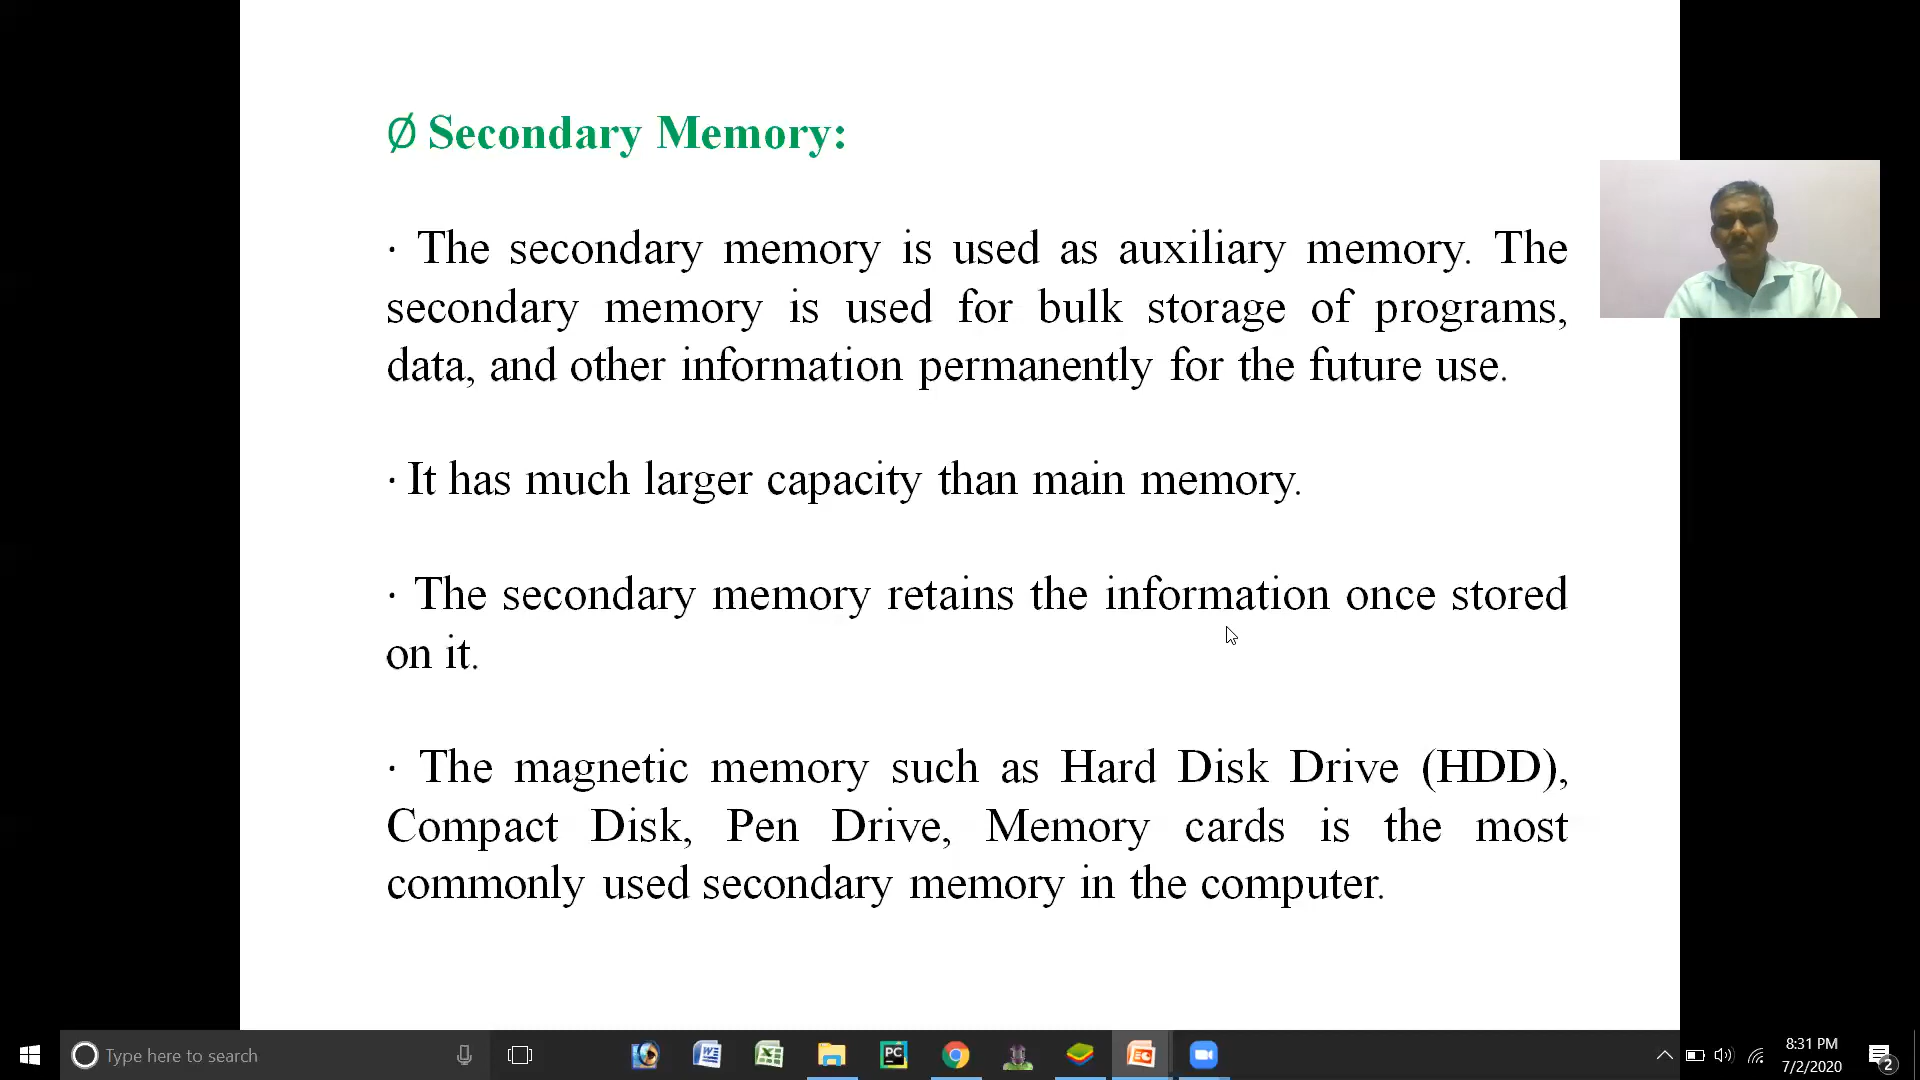 Ø Secondary Memory:
· The secondary memory is used as auxiliary memory. The
secondary memory is used for bulk storage of programs,
data, and other information permanently for the future use.
· It has much larger capacity than main memory.
· The secondary memory retains the information once stored
on it.
· The magnetic memory such as Hard Disk Drive (HDD),
Compact Disk, Pen Drive, Memory cards is the most
commonly used secondary memory in the computer.
Type here to search
PC
8:31 PM
7/2/2020
2